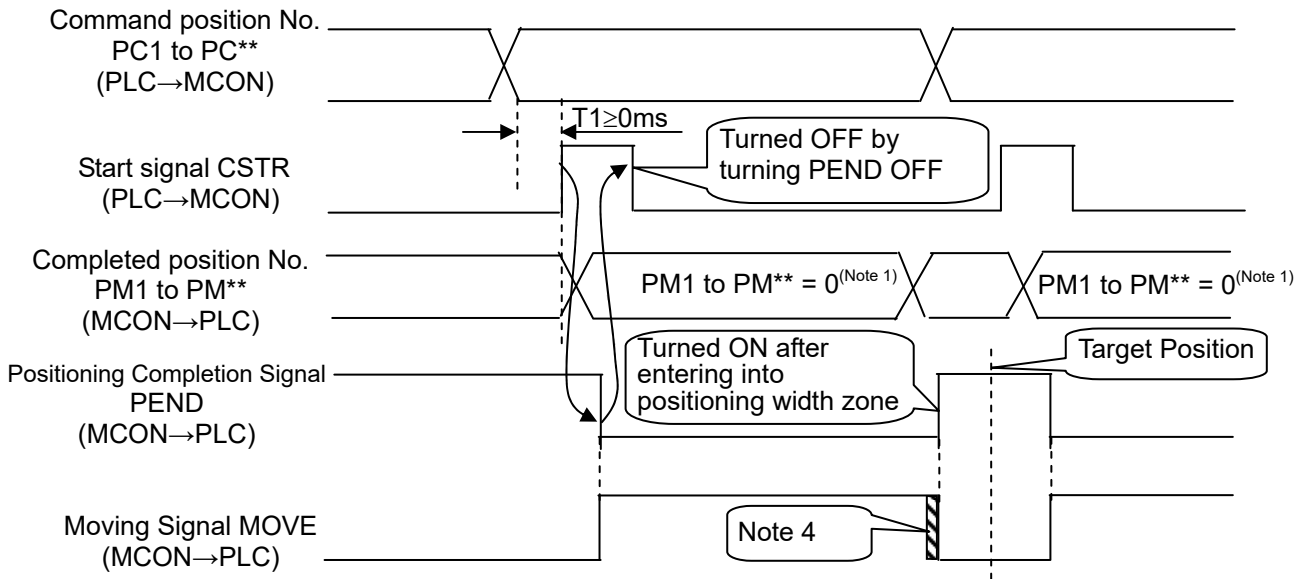 Command position No.
PC1 to PC**
(PLC→MCON)
T1≥0ms
Turned OFF by
turning PEND OFF
Start signal CSTR
(PLC→MCON)
Completed position No.
PM1 to PM**
(MCON→PLC)
PM1 to PM** = 0(Note 1)
PM1 to PM** = 0(Note 1)
Turned ON after
entering into
positioning width zone
Target Position
Positioning Completion Signal
PEND
(MCON→PLC)
Moving Signal MOVE
(MCON→PLC)
Note 4